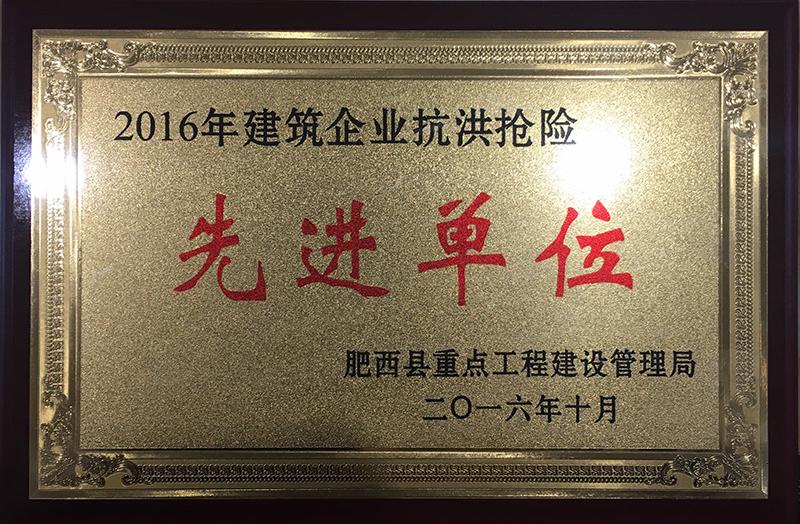 2016年建筑企业抗洪抢险
先进单位
肥西县重点工程建设管理局
二〇一六年十月